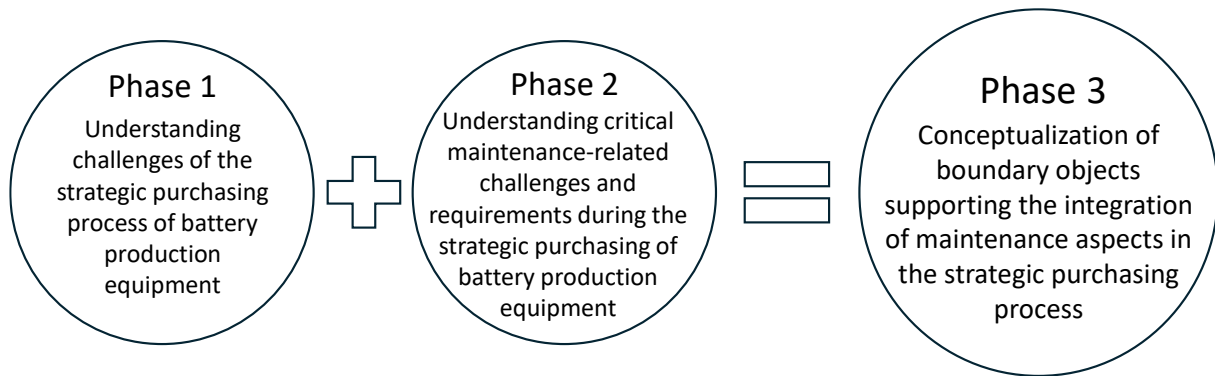 Phase 1
Understanding
challenges of the
strategic purchasing
process of battery
production
equipment
Phase 2
Understanding critical
maintenance-related
challenges and
requirements during the
strategic purchasing of
battery production
equipment
Phase 3
Conceptualization of
boundary objects
supporting the integration
of maintenance aspects in
the strategic purchasing
process